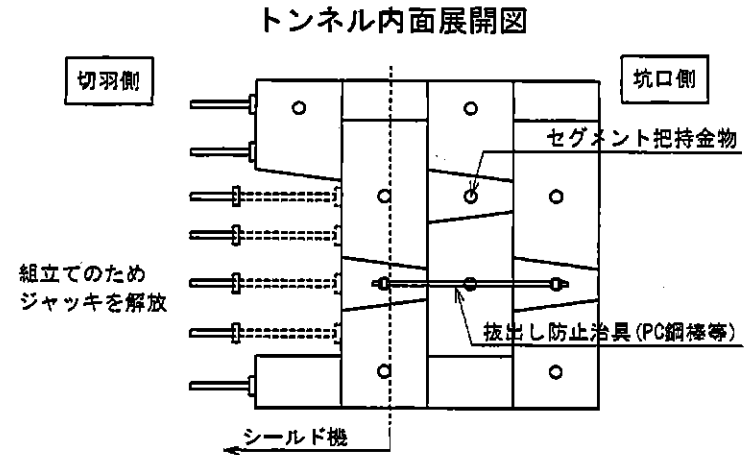 トンネル内面展開図
切羽側
坑口側
セグメント把持金物
組立てのため
ジャッキを解放
抜出し防止治具(PC鋼棒等)
シールド機